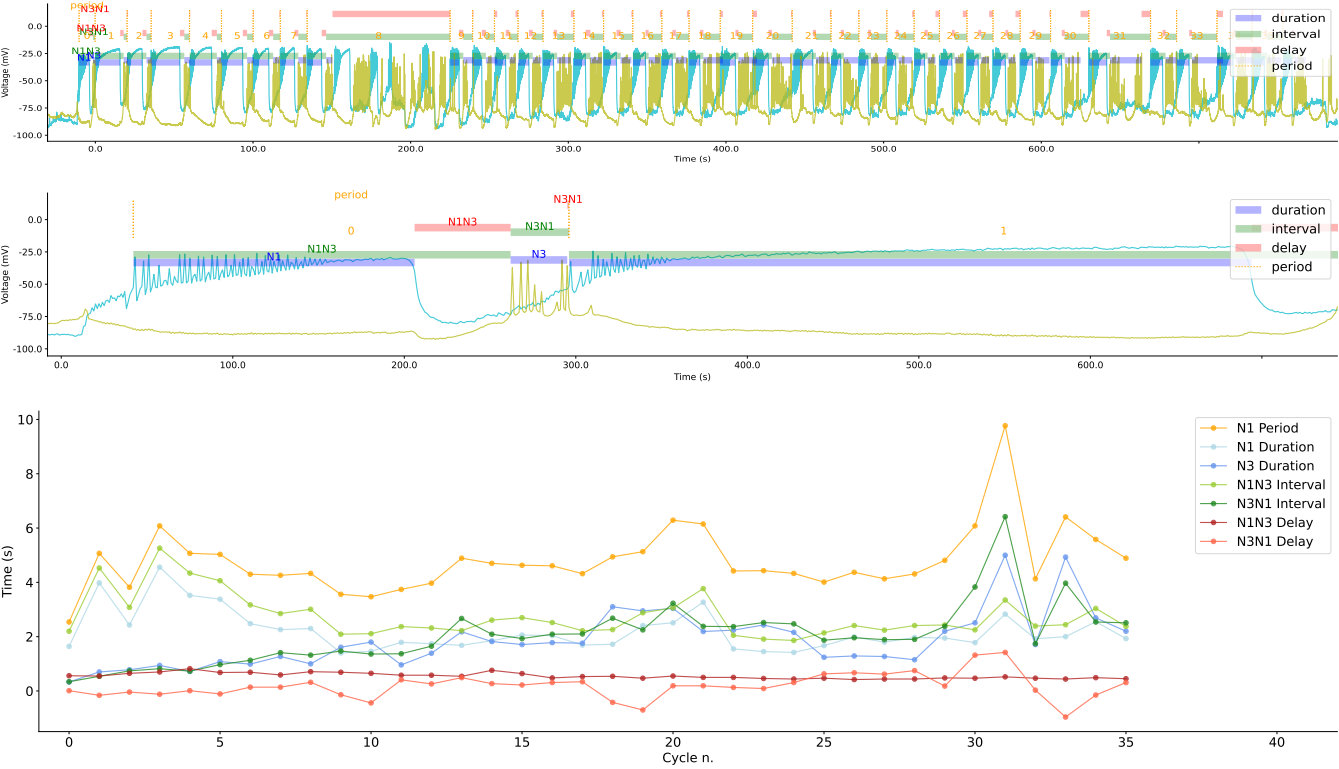 period
N3N1
N1N3
N3N1
N1N3
N1
N3
0.0
-25.0
-50.0
-75.0
-100.0
Voltage (mV)
1 2 3 4 5 6 7 8
12 13 14 15 16 17 18 19 20 21 22 23 24 25 26 27 28 29 30 31 32 33
duration
interval
delay
period
0.0 100.0 200.0 300.0 400.0 500.0 600.0
Time (s)
period
N3N1
N1N3
N3N1
0
1
N1N3
N1
N3
0.0
-25.0
-50.0
-75.0
-100.0
Voltage (mV)
duration
interval
delay
period
0.0 100.0 200.0 300.0 400.0 500.0 600.0
Time (s)
10
8
6
4
2
0
Time (s)
N1 Period
N1 Duration
N3 Duration
N1N3 Interval
N3N1 Interval
N1N3 Delay
N3N1 Delay
0 5 10 15 20 25 30 35 40
Cycle n.